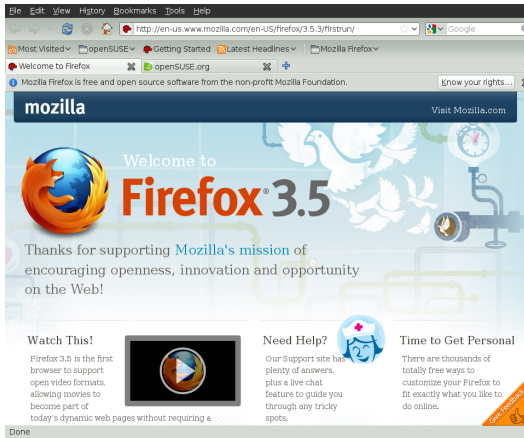 File Edit View History Bookmarks Tools Help
http://en-us.www.mozilla.com/en-US/firefox/3.5.3/firstrun/ Google
Most Visited openSUSE Getting Started Latest Headlines Mozilla Firefox
Welcome to Firefox openSUSE.org
Mozilla Firefox is free and open source software from the non-profit Mozilla Foundation. Know your rights...
mozilla Visit Mozilla.com
Welcome to
Firefox® 3.5
Thanks for supporting Mozilla's mission of
encouraging openness, innovation and opportunity
on the Web!
Watch This!
Firefox 3.5 is the first
browser to support
open video formats,
allowing movies to
become part of
today's dynamic web pages without requiring a
Need Help?
Our Support site has
plenty of answers,
plus a live chat
feature to guide you
through any tricky
spots.
Time to Get Personal
There are thousands of
totally free ways to
customize your Firefox to
fit exactly what you like to
do online.
Give Feedback
Done